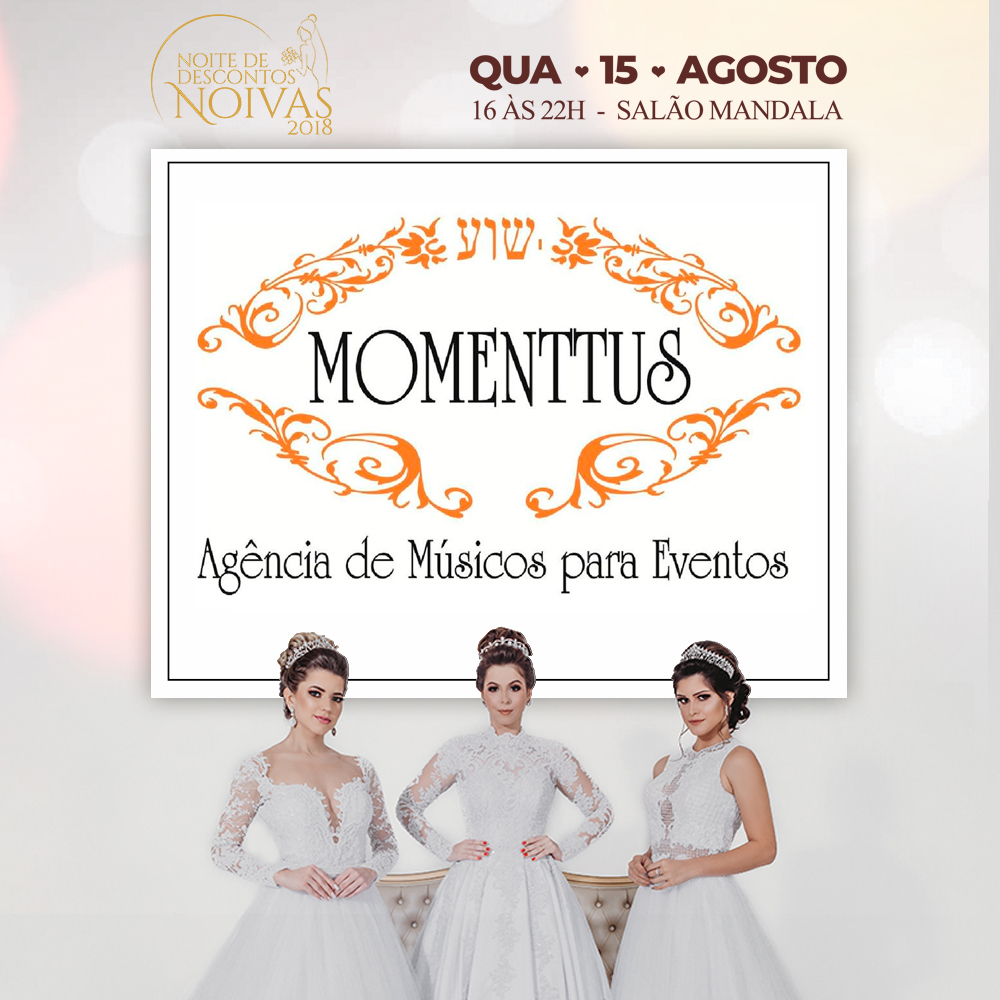 NOITE DE
DESCONTOS
NOIVAS
2018
QUA ♥ 15 ♥ AGOSTO
16 ÀS 22H - SALÃO MANDALA
ישוע
MOMENTTUS
Agência de Músicos para Eventos